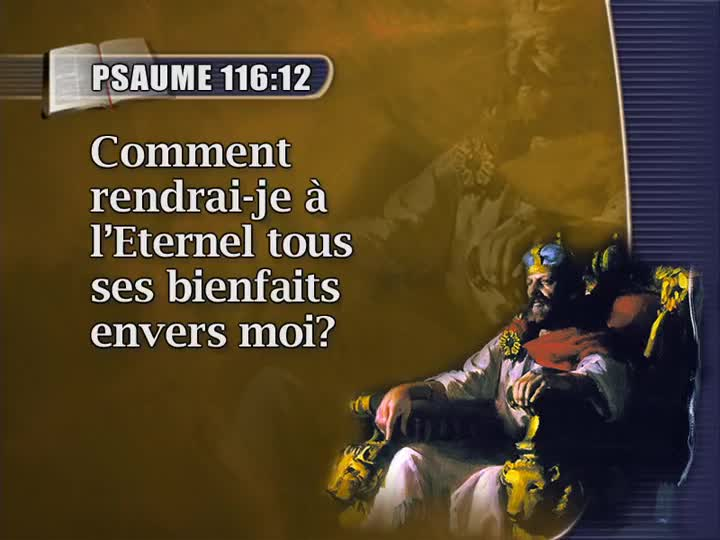 PSAUME 116:12
Comment
rendrai-je à
l'Eternel tous
ses bienfaits
envers moi?